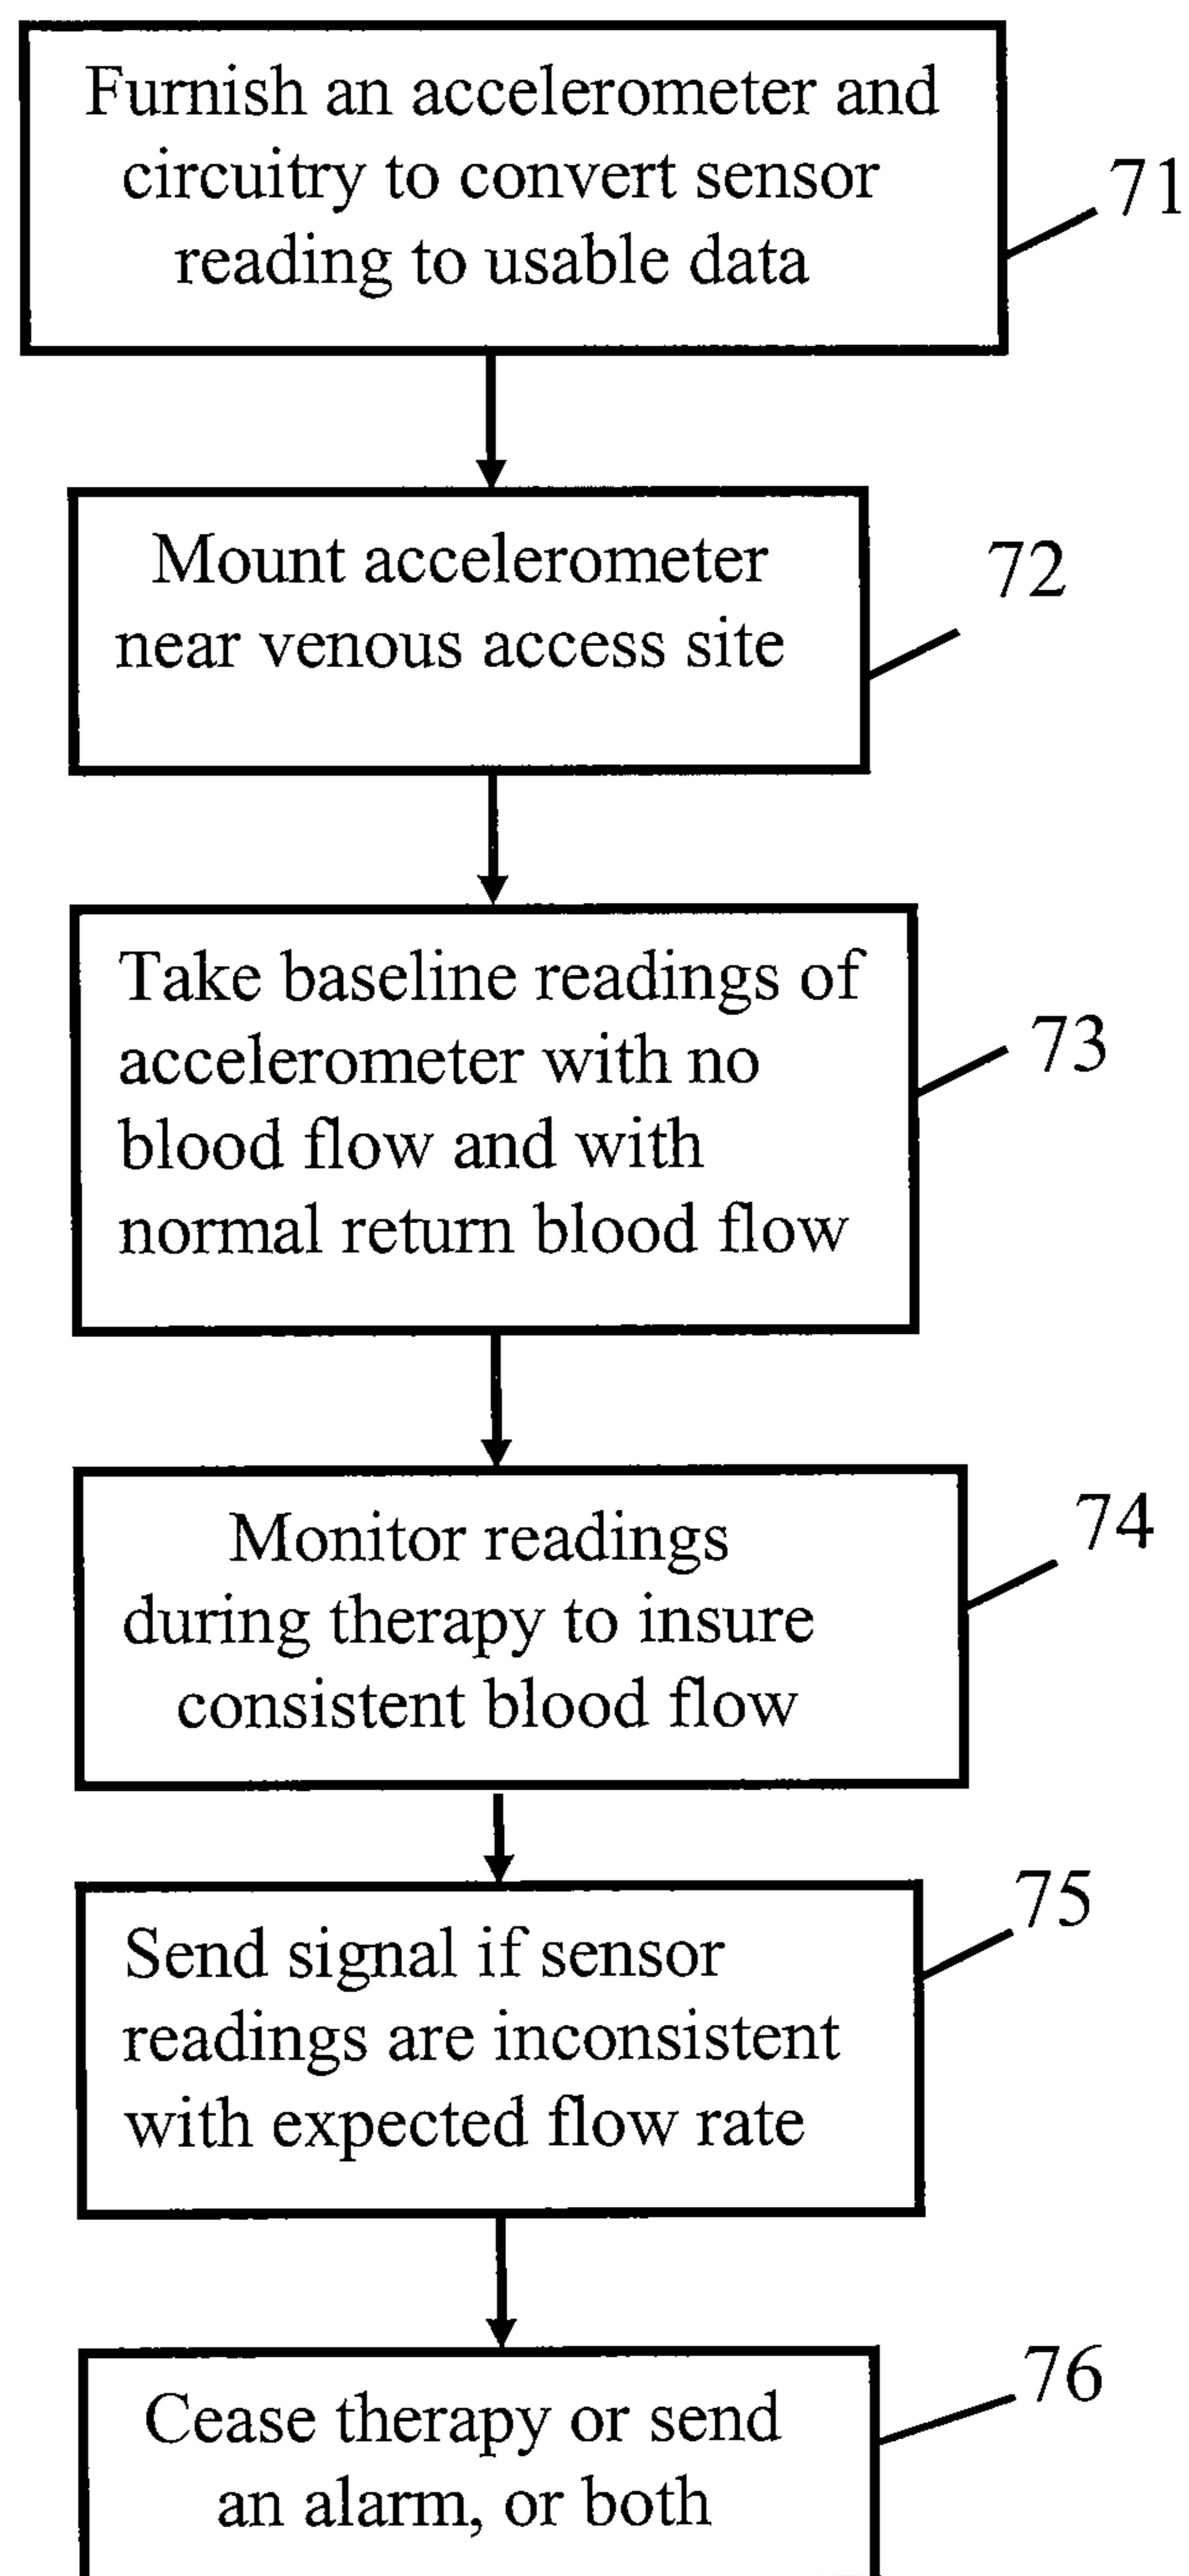 Furnish an accelerometer and
circuitry to convert sensor
reading to usable data
71
Mount accelerometer
near venous access site
72
Take baseline readings of
accelerometer with no
blood flow and with
normal return blood flow
73
Monitor readings
during therapy to insure
consistent blood flow
74
Send signal if sensor
readings are inconsistent
with expected flow rate
75
Cease therapy or send
an alarm, or both
76